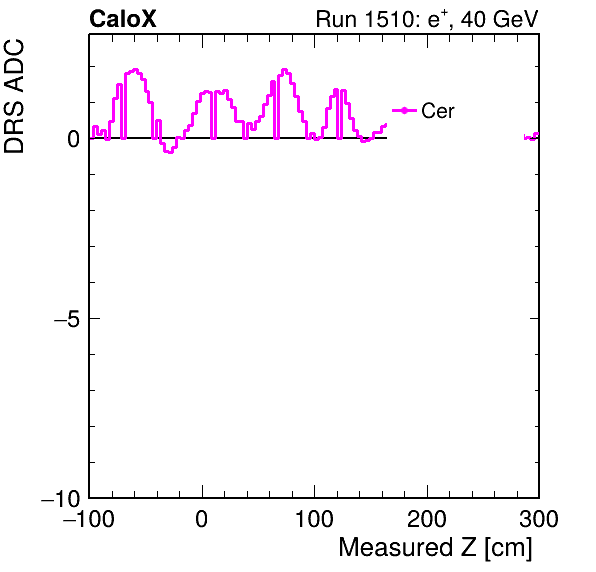 CaloX Run 1510: e⁺, 40 GeV
DRS ADC
Cer
0
−5
−10
−100 0 100 200 300
Measured Z [cm]